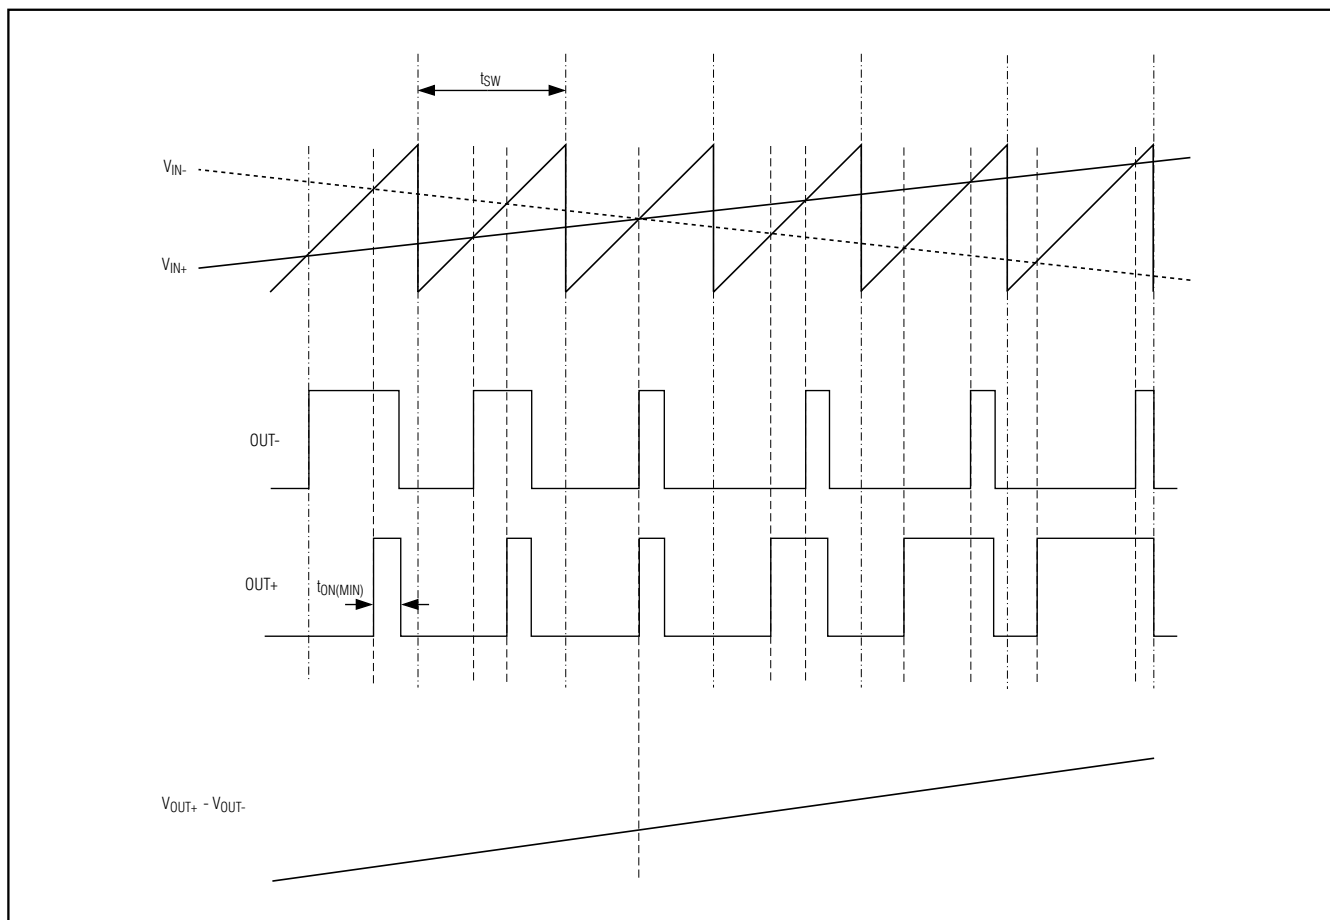 tSW
VIN-
VIN+
OUT-
OUT+
tON(MIN)
VOUT+ - VOUT-